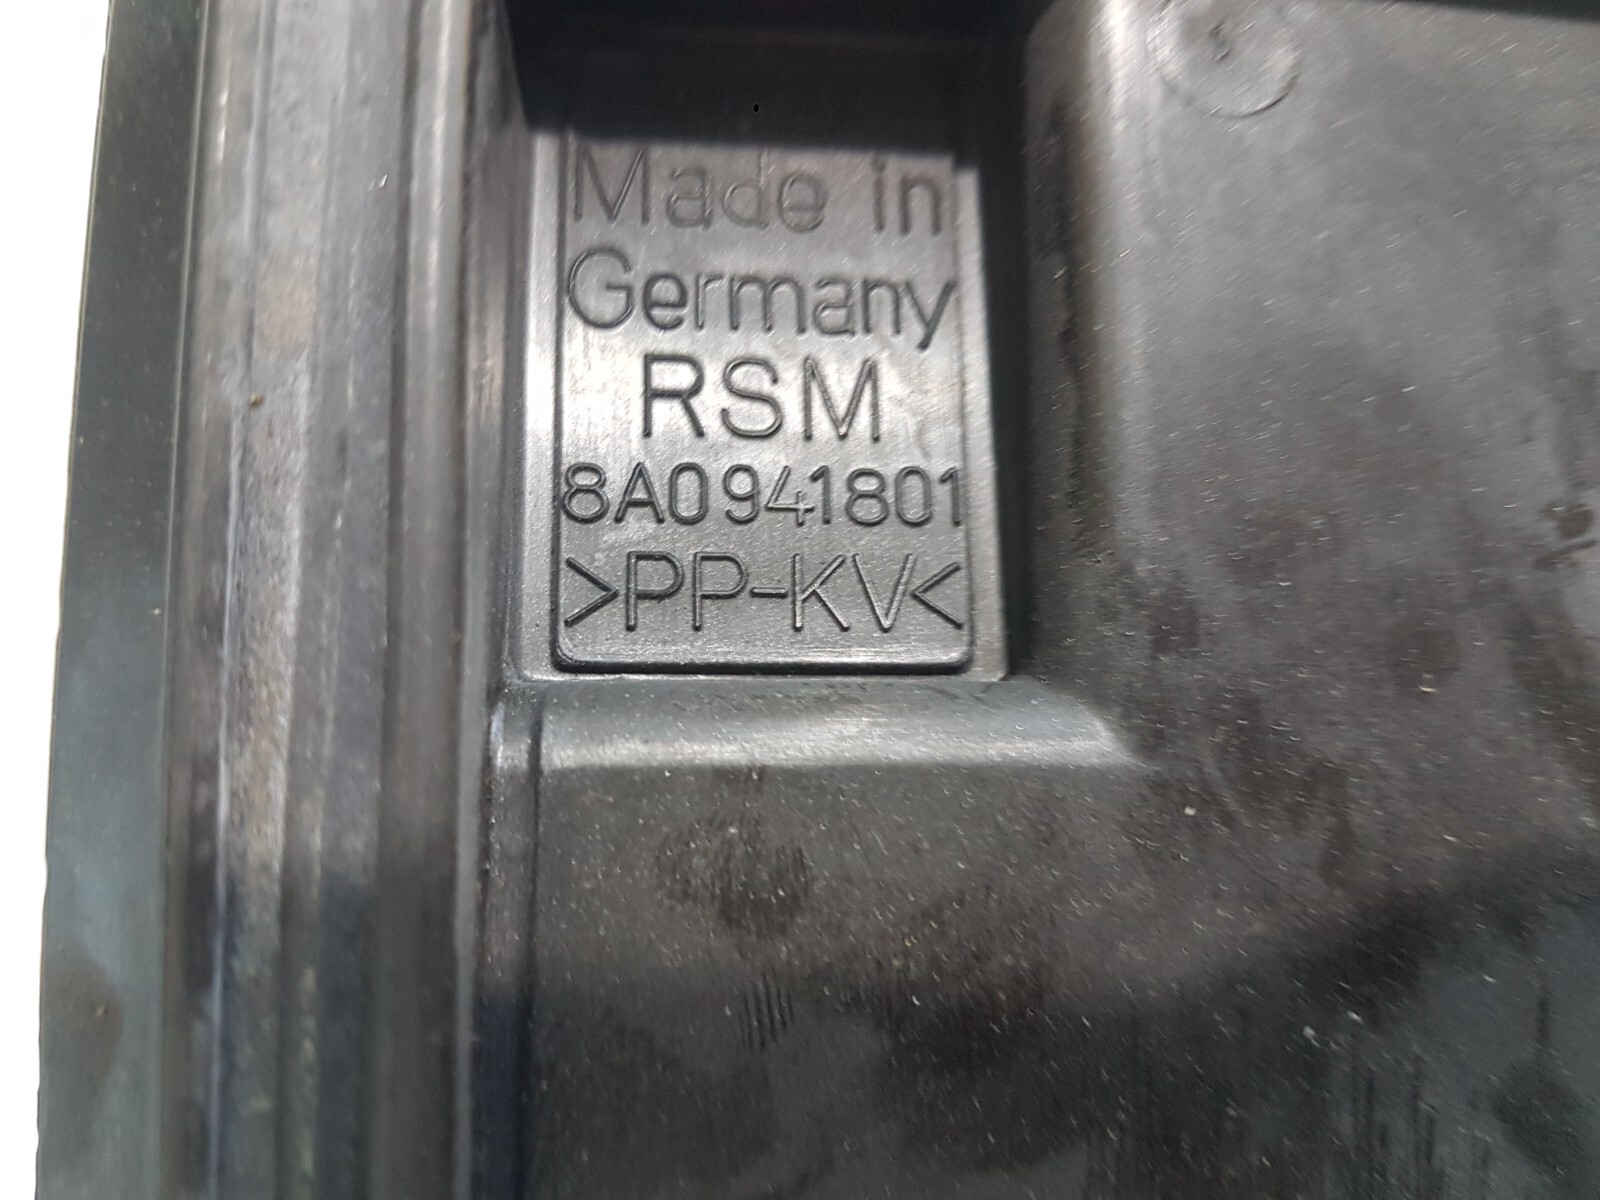 Made in
Germany
RSM
8A0941801
>PP-KV<